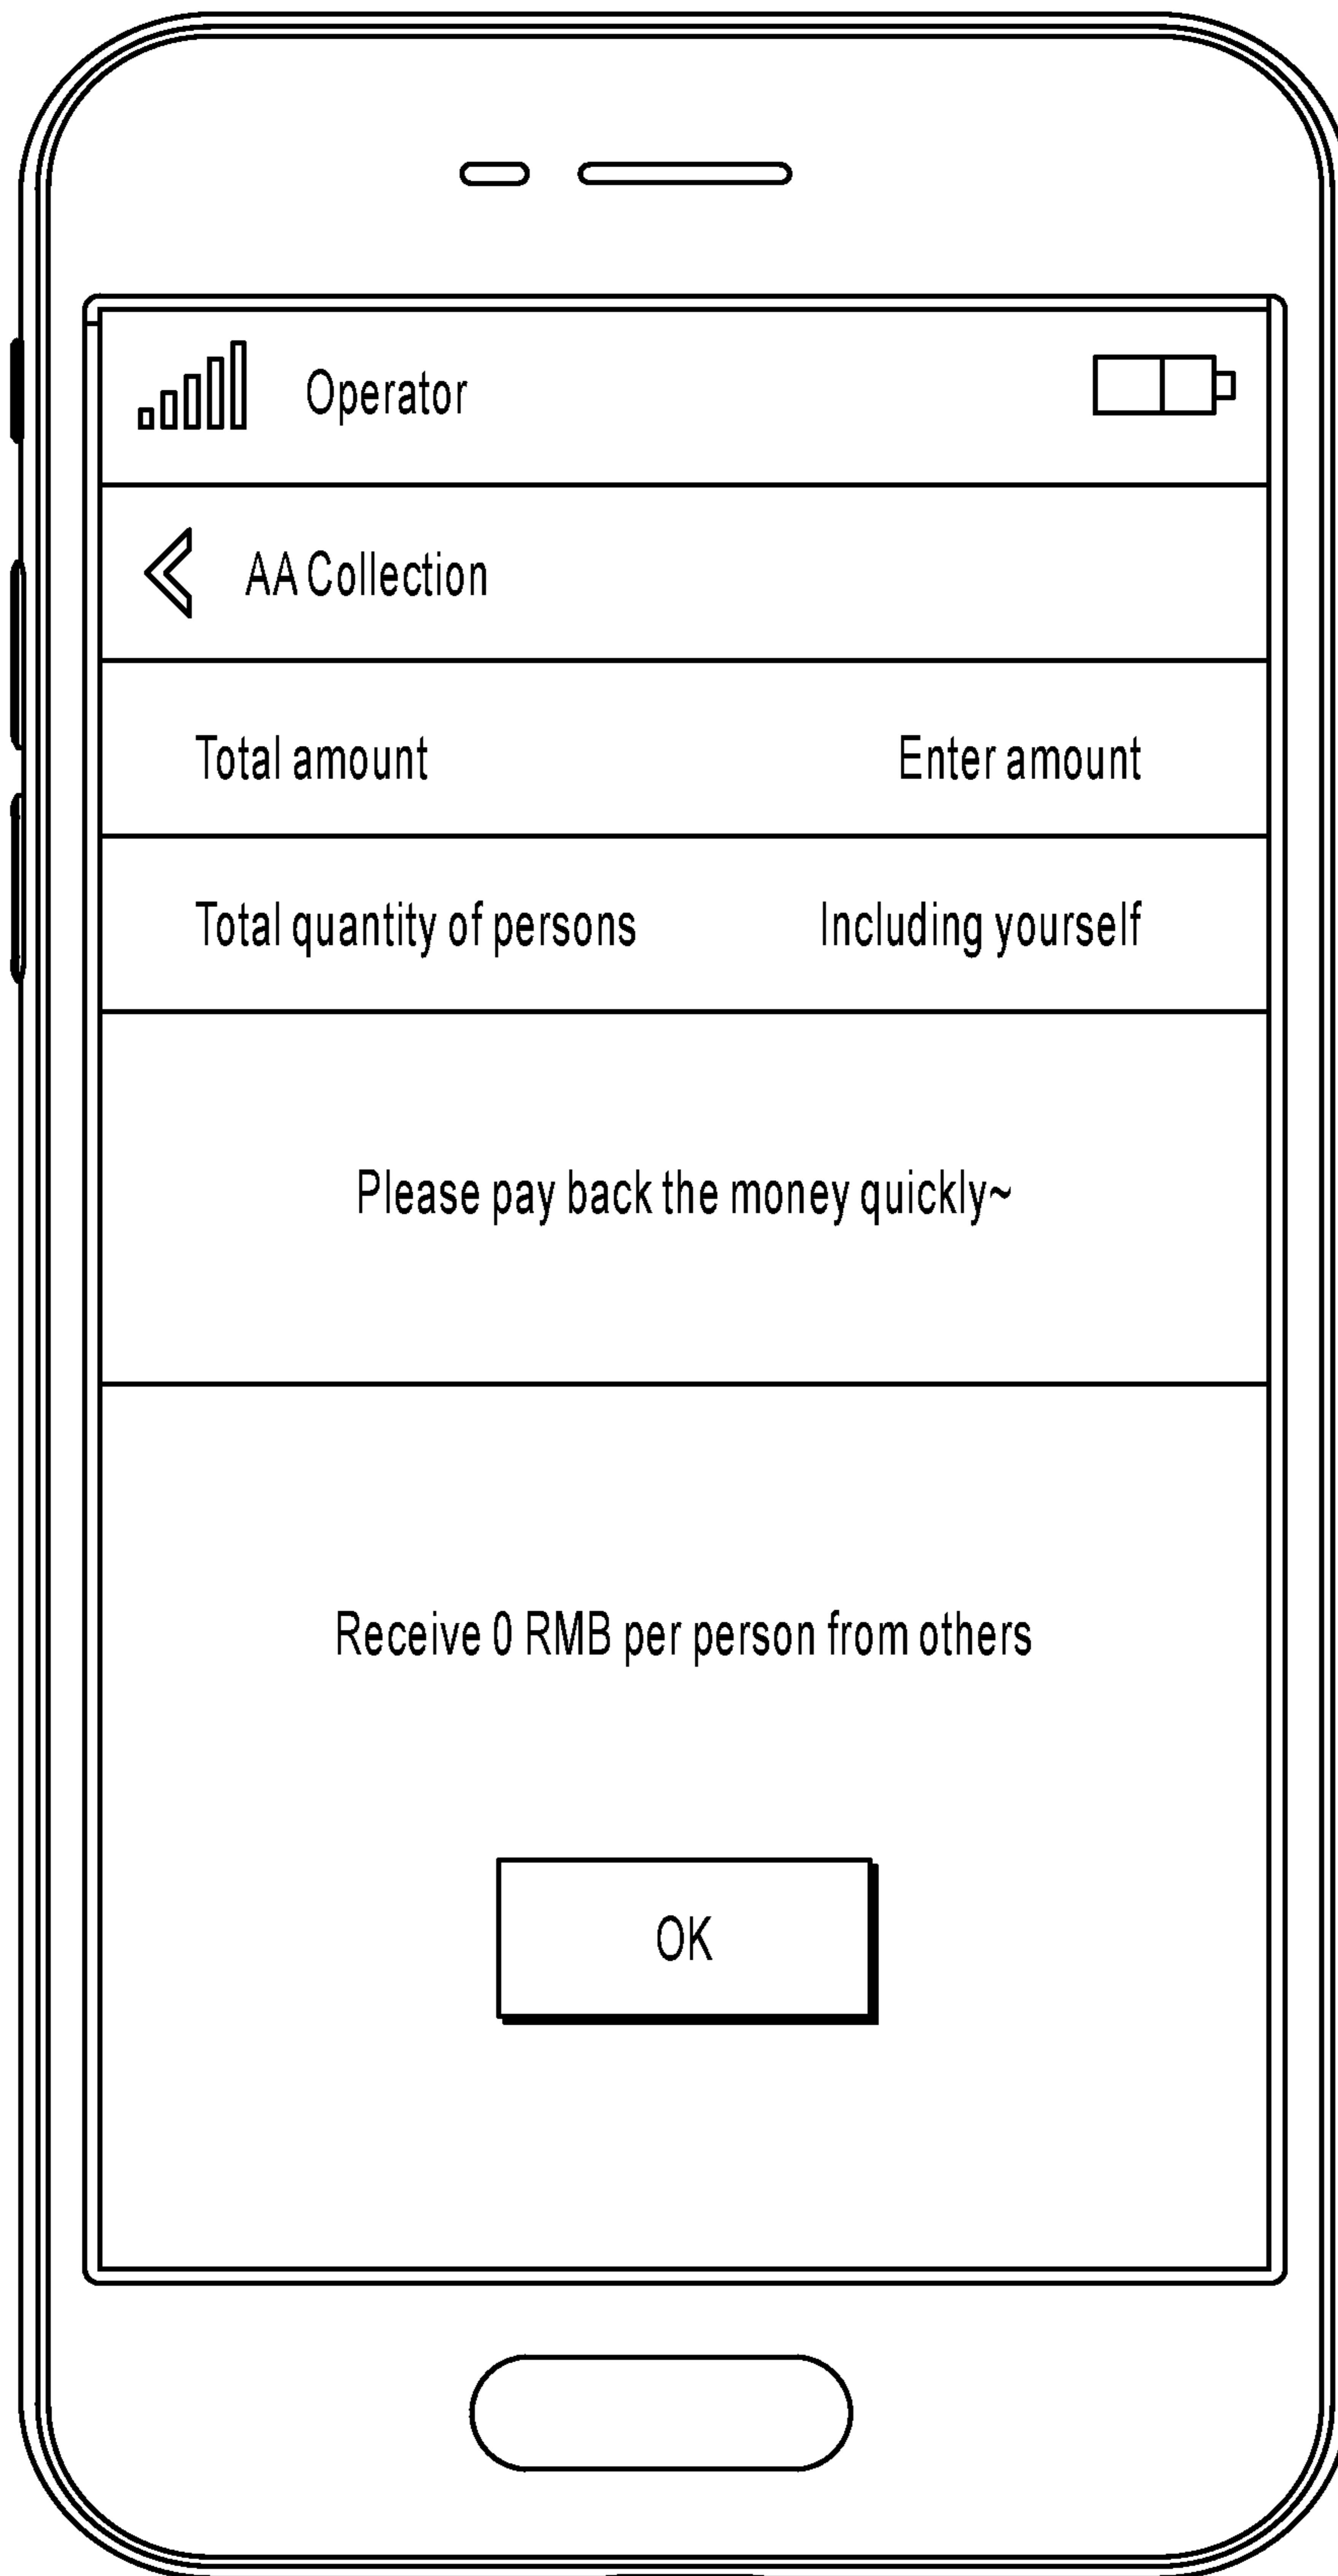 Operator
AA Collection
Total amount Enter amount
Total quantity of persons Including yourself
Please pay back the money quickly~
Receive 0 RMB per person from others
OK